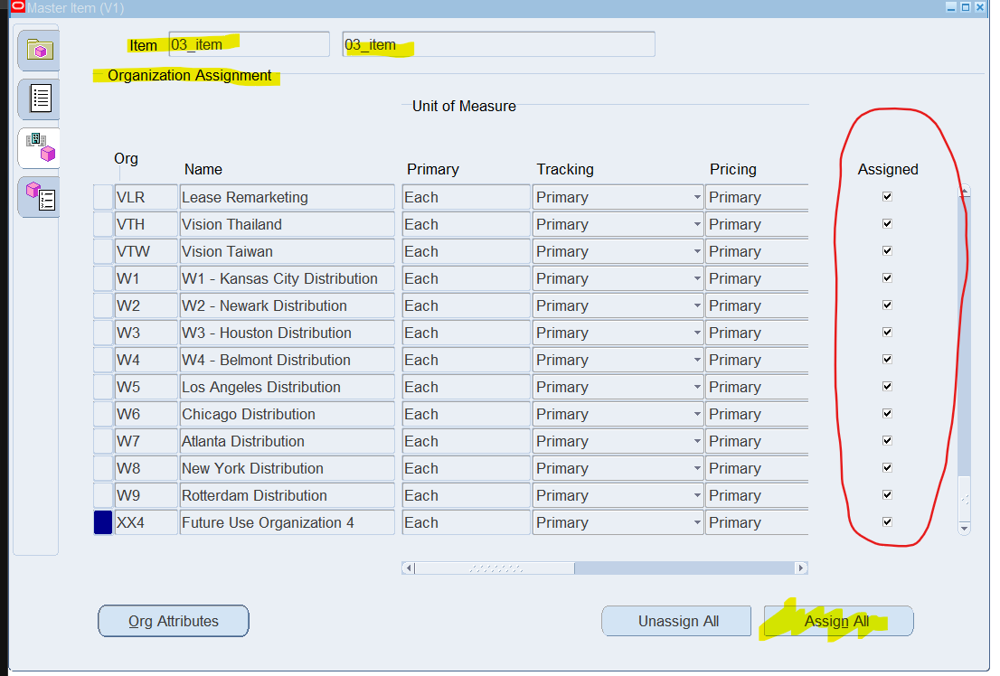 Master Item (V1)
Item 03_item 03_item
Organization Assignment
Unit of Measure
Org Name Primary Tracking Pricing Assigned
VLR Lease Remarketing Each Primary Primary
VTH Vision Thailand Each Primary Primary
VTW Vision Taiwan Each Primary Primary
W1 W1 - Kansas City Distribution Each Primary Primary
W2 W2 - Newark Distribution Each Primary Primary
W3 W3 - Houston Distribution Each Primary Primary
W4 W4 - Belmont Distribution Each Primary Primary
W5 Los Angeles Distribution Each Primary Primary
W6 Chicago Distribution Each Primary Primary
W7 Atlanta Distribution Each Primary Primary
W8 New York Distribution Each Primary Primary
W9 Rotterdam Distribution Each Primary Primary
XX4 Future Use Organization 4 Each Primary Primary
Org Attributes Unassign All Assign All